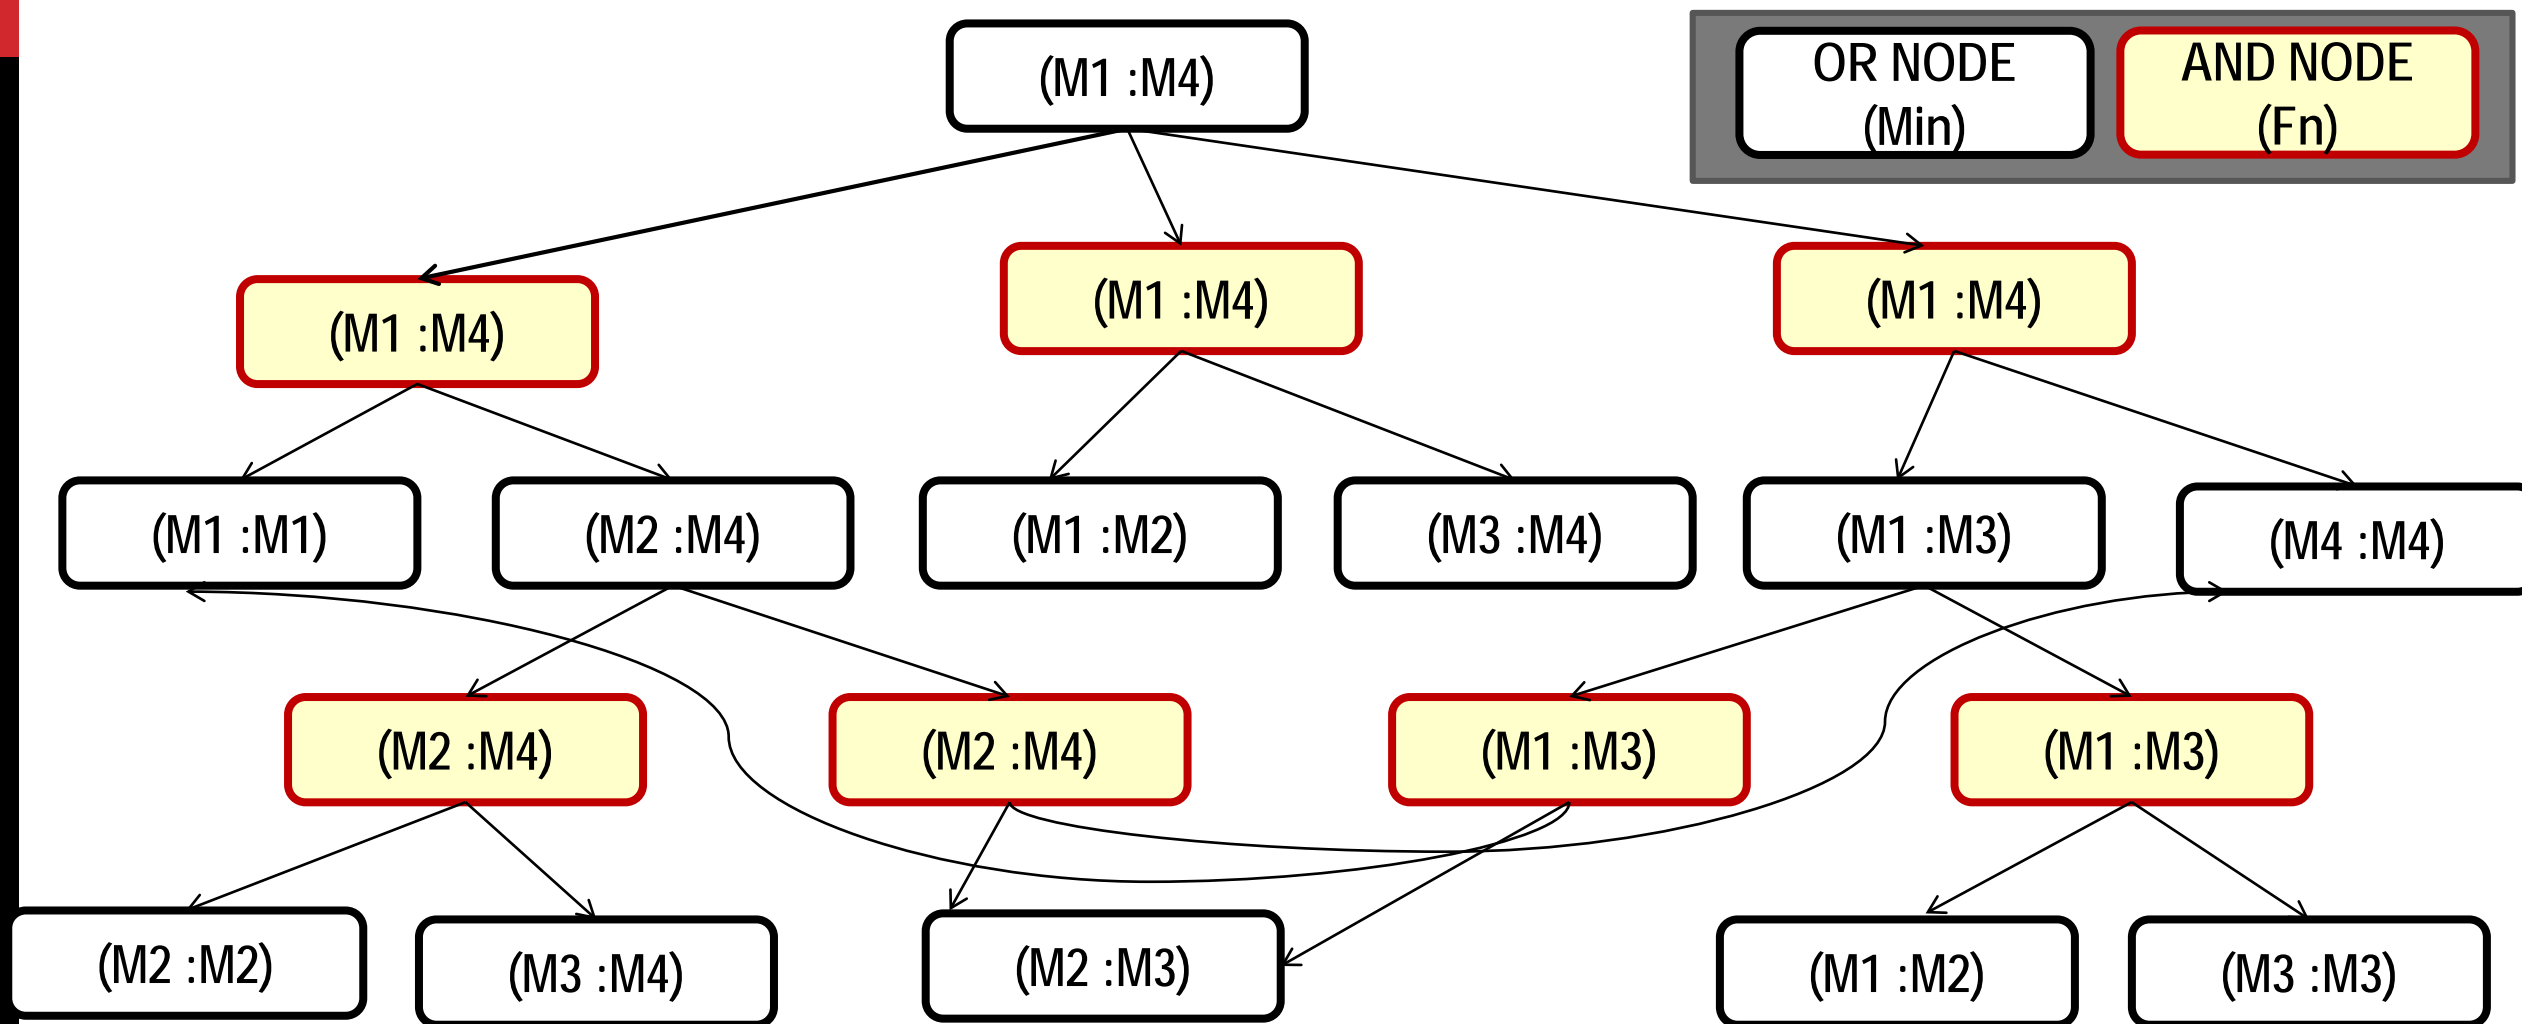 (M1 :M4)
OR NODE
(Min)
AND NODE
(Fn)
(M1 :M4)
(M1 :M4)
(M1 :M4)
(M1 :M1)
(M2 :M4)
(M1 :M2)
(M3 :M4)
(M1 :M3)
(M4 :M4)
(M2 :M4)
(M2 :M4)
(M1 :M3)
(M1 :M3)
(M2 :M2)
(M3 :M4)
(M2 :M3)
(M1 :M2)
(M3 :M3)